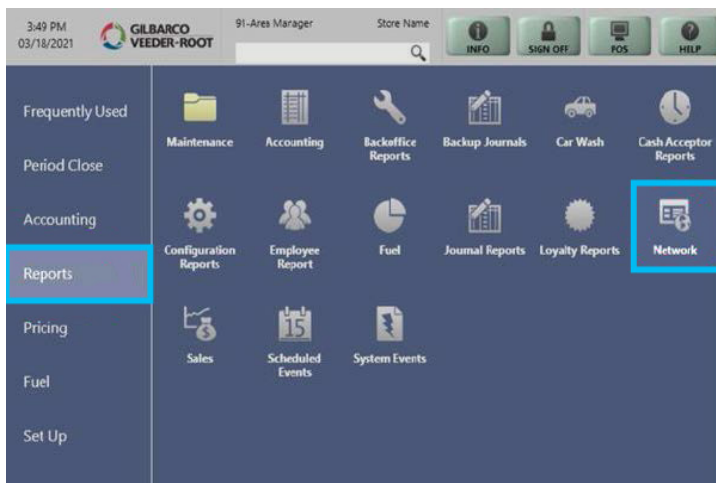 3:49 PM
03/18/2021
GILBARCO
VEEDER-ROOT
91-Area Manager
Store Name
INFO
SIGN OFF
POS
HELP
Frequently Used
Period Close
Accounting
Reports
Pricing
Fuel
Set Up
Maintenance
Accounting
Backoffice
Reports
Backup Journals
Car Wash
Cash Acceptor
Reports
Configuration
Reports
Employee
Report
Fuel
Journal Reports
Loyalty Reports
Network
Sales
15
Scheduled
Events
System Events